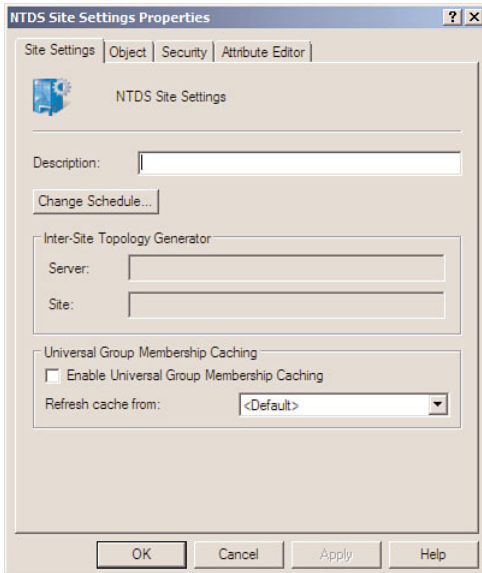 NTDS Site Settings Properties
Site Settings Object Security Attribute Editor
NTDS Site Settings
Description:
Change Schedule...
Inter-Site Topology Generator
Server:
Site:
Universal Group Membership Caching
Enable Universal Group Membership Caching
Refresh cache from: <Default>
OK Cancel Apply Help